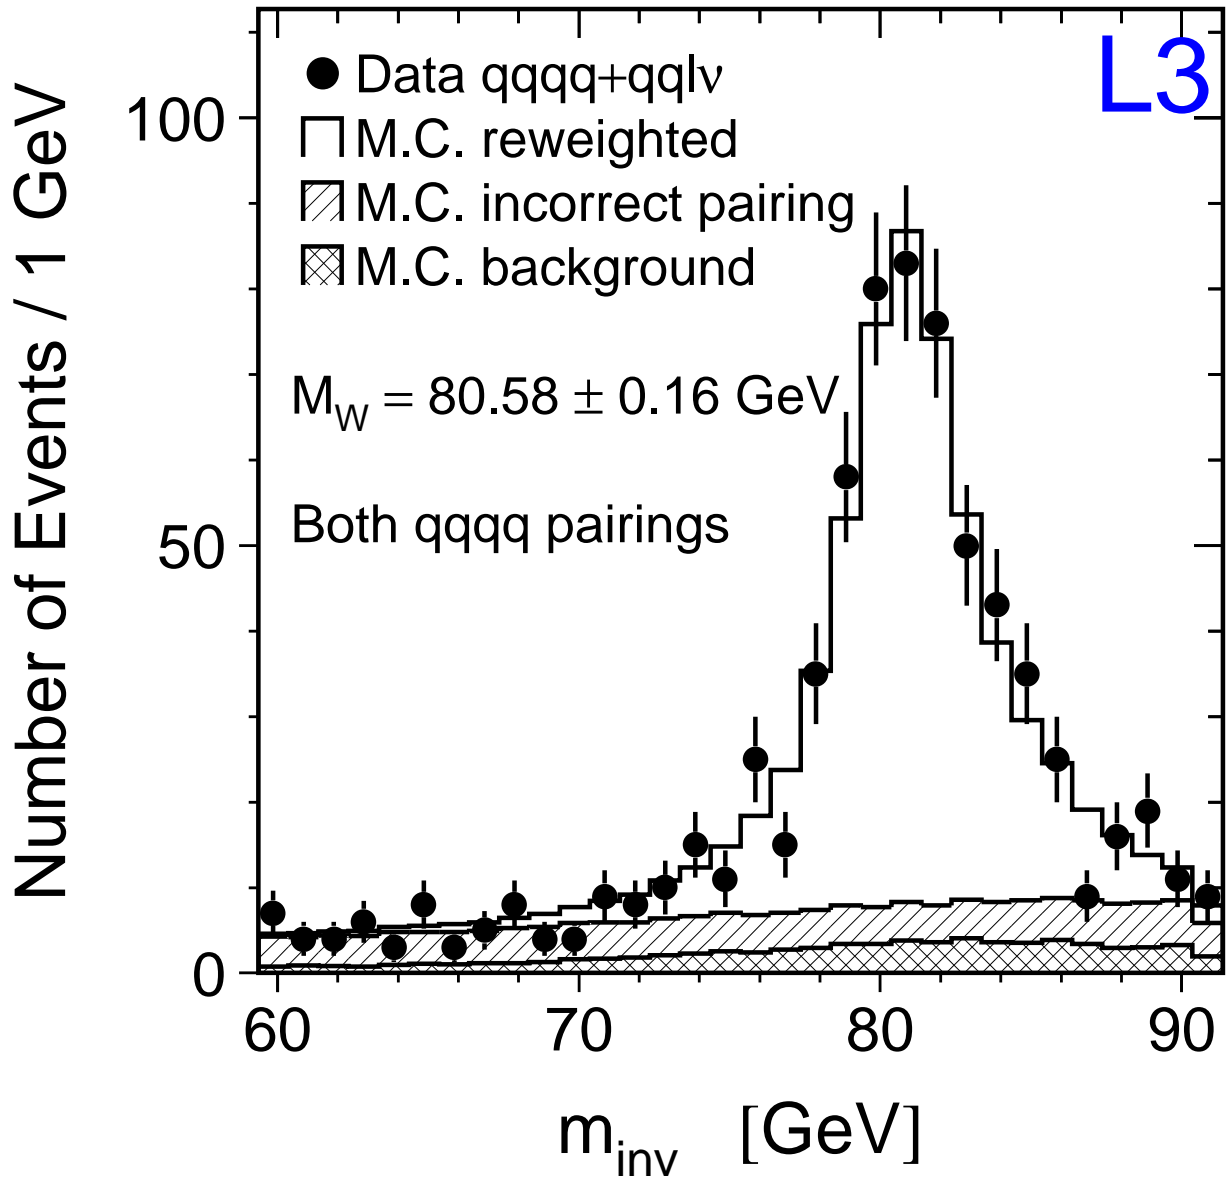 L3
Data qqqq+qqlν
M.C. reweighted
M.C. incorrect pairing
M.C. background
M_W = 80.58 ± 0.16 GeV
Both qqqq pairings
Number of Events / 1 GeV
100
50
0
60 70 80 90
m_inv [GeV]